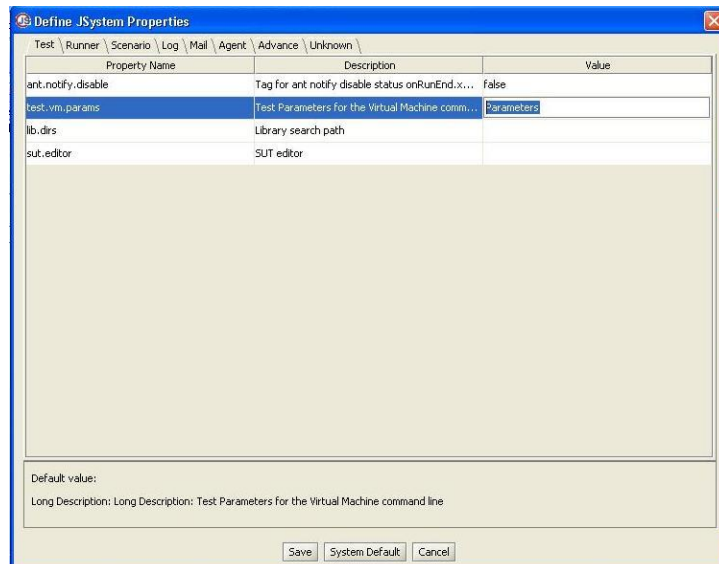 Define JSystem Properties
Test \ Runner \ Scenario \ Log \ Mail \ Agent \ Advance \ Unknown \
Property Name Description Value
ant.notify.disable Tag for ant notify disable status onRunEnd.x... false
test.vm.params Test Parameters for the Virtual Machine comm... Parameters
lib.dirs Library search path
sut.editor SUT editor
Default value:
Long Description: Long Description: Test Parameters for the Virtual Machine command line
Save System Default Cancel